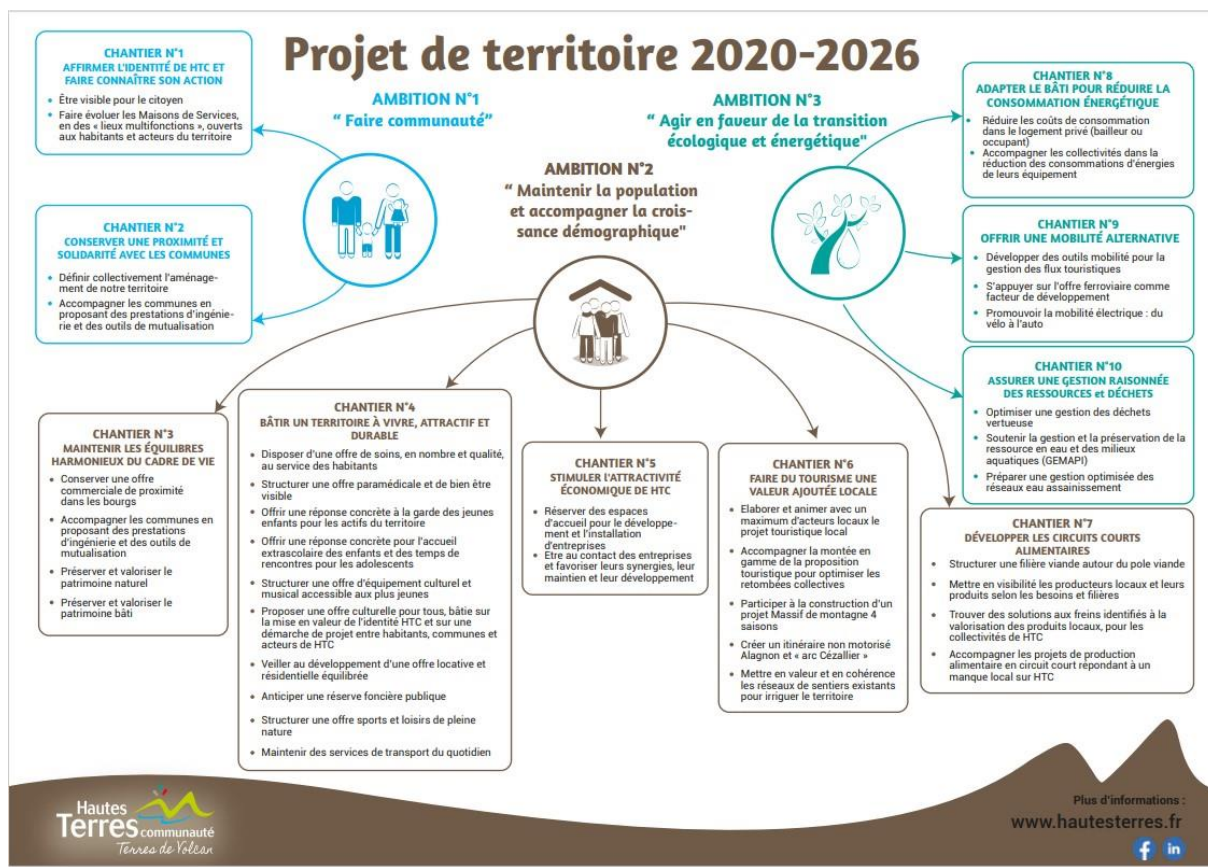 Projet de territoire 2020-2026
CHANTIER N°1
AFFIRMER L'IDENTITÉ DE HTC ET
FAIRE CONNAÎTRE SON ACTION
• Être visible pour le citoyen
• Faire évoluer les Maisons de Services,
en des « lieux multifonctions », ouverts
aux habitants et acteurs du territoire
CHANTIER N°2
CONSERVER UNE PROXIMITÉ ET
SOLIDARITÉ AVEC LES COMMUNES
• Définir collectivement l'aménage-
ment de notre territoire
• Accompagner les communes en
proposant des prestations d'ingénie-
rie et des outils de mutualisation
AMBITION N°1
“ Faire communauté”
AMBITION N°2
“ Maintenir la population
et accompagner la crois-
sance démographique"
AMBITION N°3
“ Agir en faveur de la transition
écologique et énergétique"
CHANTIER N°8
ADAPTER LE BÂTI POUR RÉDUIRE LA
CONSOMMATION ÉNERGÉTIQUE
• Réduire les coûts de consommation
dans le logement privé (bailleur ou
occupant)
• Accompagner les collectivités dans la
réduction des consommations d'énergies
de leurs équipement
CHANTIER N°9
OFFRIR UNE MOBILITÉ ALTERNATIVE
• Développer des outils mobilité pour la
gestion des flux touristiques
• S'appuyer sur l'offre ferroviaire comme
facteur de développement
• Promouvoir la mobilité électrique : du
vélo à l'auto
CHANTIER N°10
ASSURER UNE GESTION RAISONNÉE
DES RESSOURCES et DÉCHETS
• Optimiser une gestion des déchets
vertueuse
• Soutenir la gestion et la préservation de la
ressource en eau et des milieux
aquatiques (GEMAPI)
• Préparer une gestion optimisée des
réseaux eau assainissement
CHANTIER N°3
MAINTENIR LES ÉQUILIBRES
HARMONIEUX DU CADRE DE VIE
• Conserver une offre
commerciale de proximité
dans les bourgs
• Accompagner les communes en
proposant des prestations
d'ingénierie et des outils de
mutualisation
• Préserver et valoriser le
patrimoine naturel
• Préserver et valoriser le
patrimoine bâti
CHANTIER N°4
BÂTIR UN TERRITOIRE À VIVRE, ATTRACTIF ET
DURABLE
• Disposer d'une offre de soins, en nombre et qualité,
au service des habitants
• Structurer une offre paramédicale et de bien être
visible
• Offrir une réponse concrète à la garde des jeunes
enfants pour les actifs du territoire
• Offrir une réponse concrète pour l'accueil
extrascolaire des enfants et des temps de
rencontres pour les adolescents
• Structurer une offre d'équipement culturel et
musical accessible aux plus jeunes
• Proposer une offre culturelle pour tous, bâtie sur
la mise en valeur de l'identité HTC et sur une
démarche de projet entre habitants, communes et
acteurs de HTC
• Veiller au développement d'une offre locative et
résidentielle équilibrée
• Anticiper une réserve foncière publique
• Structurer une offre sports et loisirs de pleine
nature
• Maintenir des services de transport du quotidien
CHANTIER N°5
STIMULER L'ATTRACTIVITÉ
ÉCONOMIQUE DE HTC
• Réserver des espaces
d'accueil pour le développe-
ment et l'installation
d'entreprises
• Etre au contact des entreprises
et favoriser leurs synergies, leur
maintien et leur développement
CHANTIER N°6
FAIRE DU TOURISME UNE
VALEUR AJOUTÉE LOCALE
• Elaborer et animer avec un
maximum d'acteurs locaux le
projet touristique local
• Accompagner la montée en
gamme de la proposition
touristique pour optimiser les
retombées collectives
• Participer à la construction d'un
projet Massif de montagne 4
saisons
• Créer un itinéraire non motorisé
Alagnon et « arc Cézallier »
• Mettre en valeur et en cohérence
les réseaux de sentiers existants
pour irriguer le territoire
CHANTIER N°7
DÉVELOPPER LES CIRCUITS COURTS
ALIMENTAIRES
• Structurer une filière viande autour du pole viande
• Mettre en visibilité les producteurs locaux et leurs
produits selon les besoins et filières
• Trouver des solutions aux freins identifiés à la
valorisation des produits locaux, pour les
collectivités de HTC
• Accompagner les projets de production
alimentaire en circuit court répondant à un
manque local sur HTC
Hautes
Terres communauté
Terres de Volcan
Plus d'informations :
www.hautesterres.fr
f in